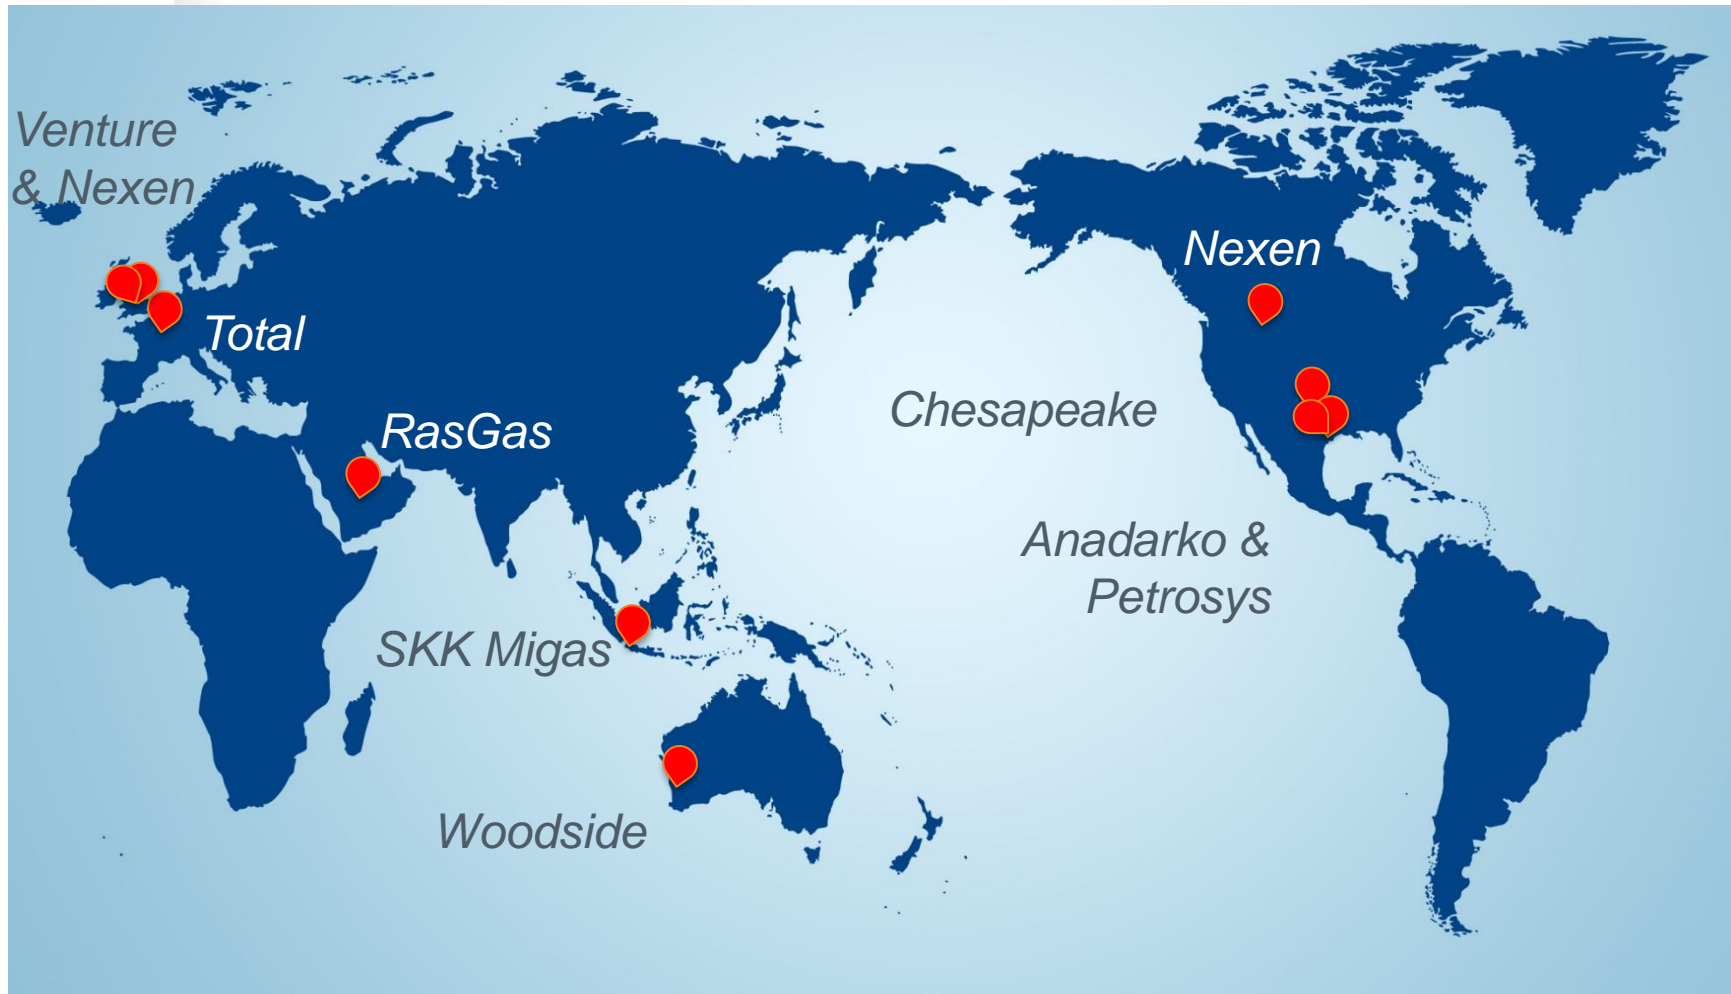 Venture
& Nexen
Nexen
Total
Chesapeake
RasGas
Anadarko &
Petrosys
SKK Migas
Woodside